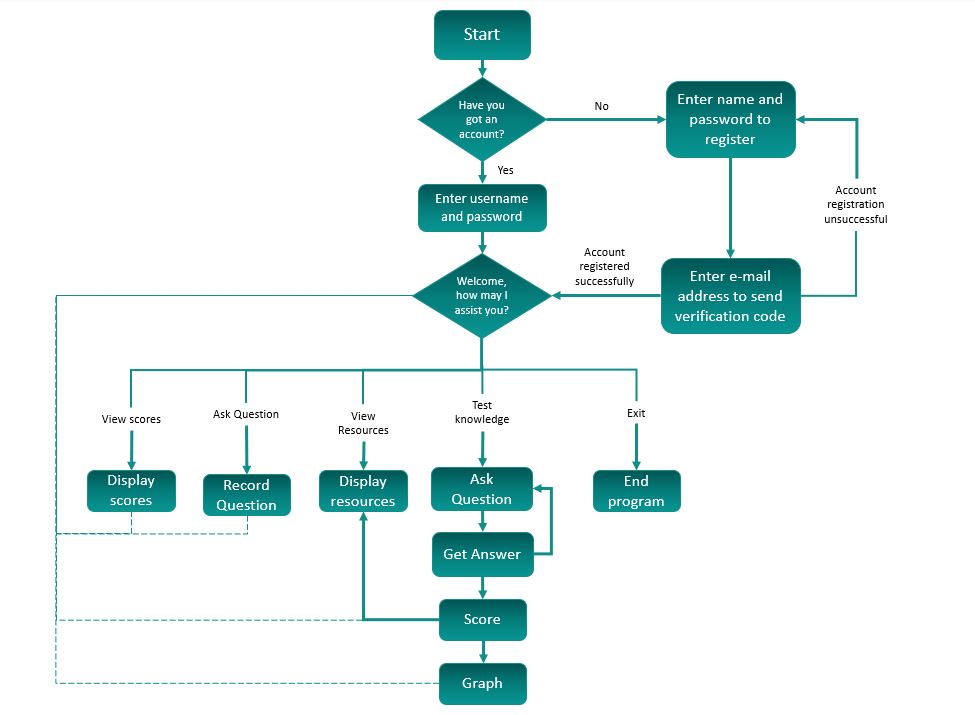 Start
Have you
got an
account?
No
Enter name and
password to
register
Yes
Enter username
and password
Account
registration
unsuccessful
Account
registered
successfully
Welcome,
how may I
assist you?
Enter e-mail
address to send
verification code
View scores
Ask Question
View
Resources
Test
knowledge
Exit
Display
scores
Record
Question
Display
resources
Ask
Question
End
program
Get Answer
Score
Graph